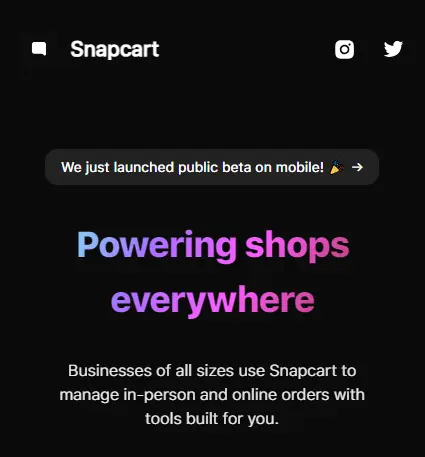 Snapcart
We just launched public beta on mobile! 🎉 →
Powering shops
everywhere
Businesses of all sizes use Snapcart to
manage in-person and online orders with
tools built for you.